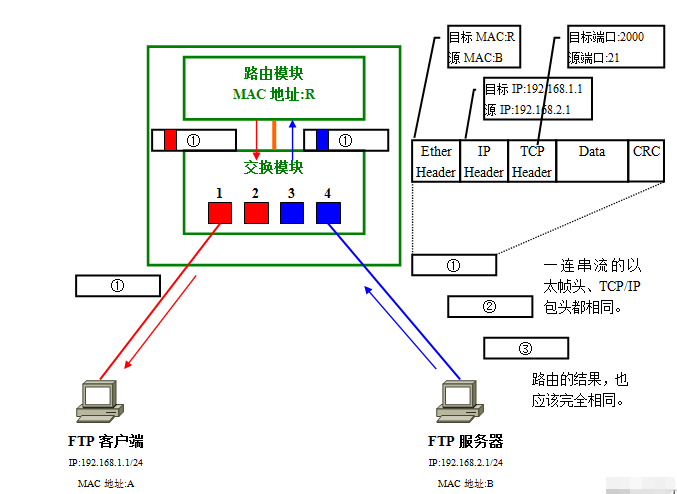 目标 MAC:R
源 MAC:B
目标端口:2000
源端口:21
路由模块
MAC 地址:R
目标 IP:192.168.1.1
源 IP:192.168.2.1
①
①
Ether Header
IP Header
TCP Header
Data
CRC
交换模块
1 2 3 4
①
①
②
③
一连串流的以
太帧头、TCP/IP
包头都相同。
路由的结果，也
应该完全相同。
FTP 客户端
IP:192.168.1.1/24
MAC 地址:A
FTP 服务器
IP:192.168.2.1/24
MAC 地址:B